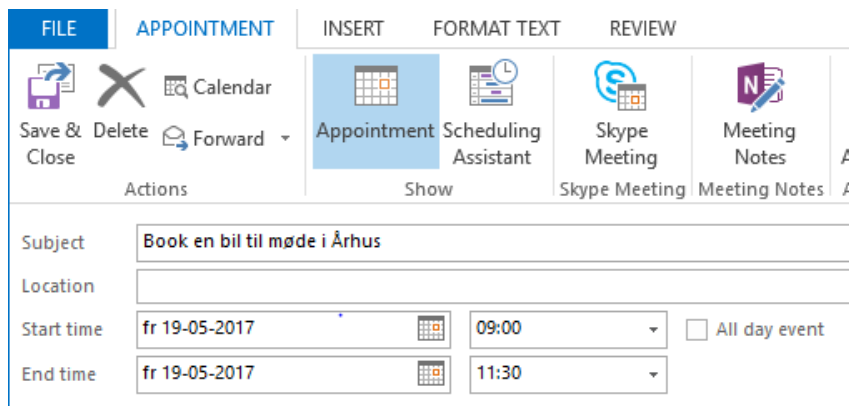 FILE APPOINTMENT INSERT FORMAT TEXT REVIEW
Calendar
Save & Close
Delete
Forward
Appointment
Scheduling Assistant
Skype Meeting
Meeting Notes
Actions Show Skype Meeting Meeting Notes
Subject Book en bil til møde i Århus
Location
Start time fr 19-05-2017 09:00 All day event
End time fr 19-05-2017 11:30